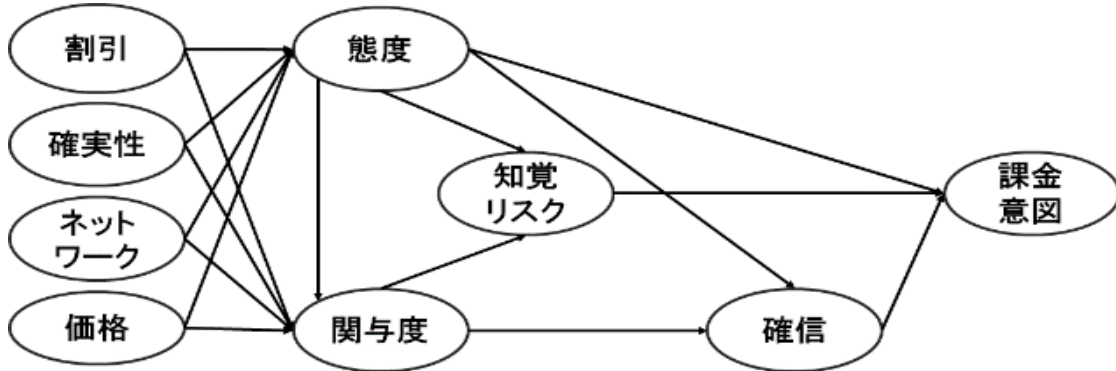 割引
態度
確実性
知覚
リスク
課金
意図
ネット
ワーク
価格
関与度
確信